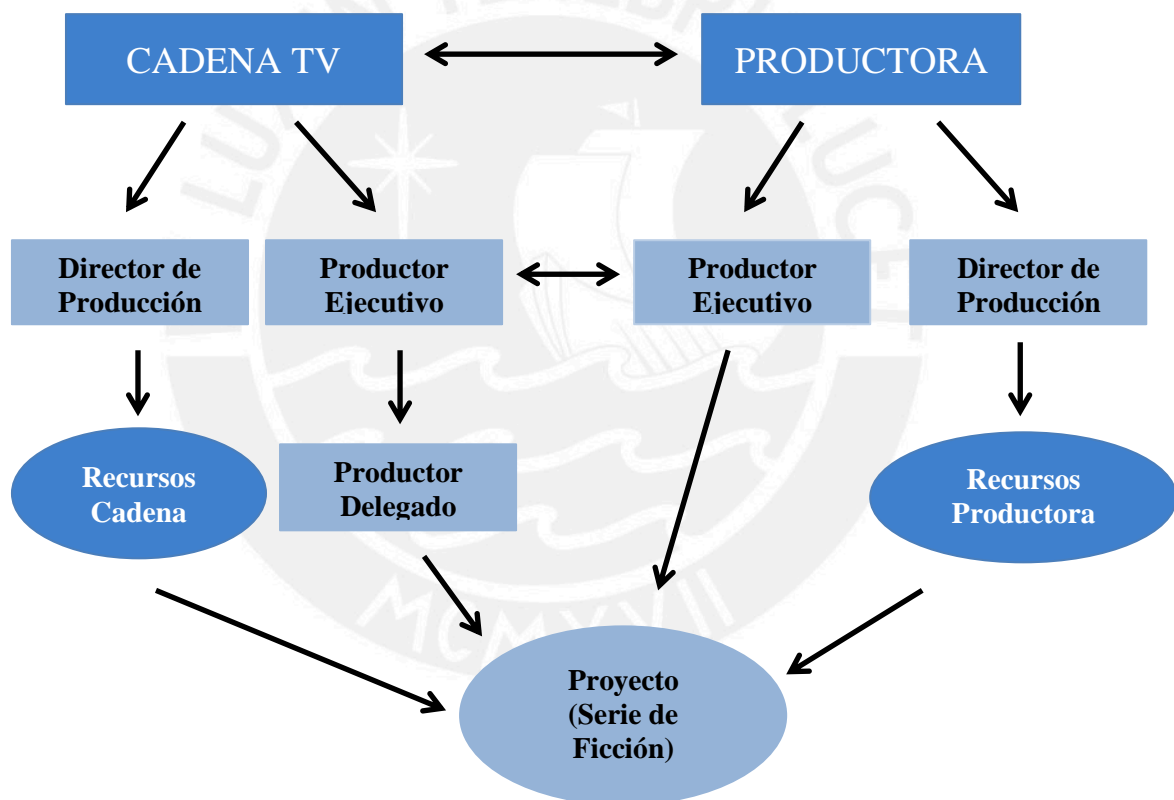 CADENA TV
PRODUCTORA
Director de
Producción
Productor
Ejecutivo
Productor
Ejecutivo
Director de
Producción
Recursos
Cadena
Productor
Delegado
Recursos
Productora
Proyecto
(Serie de
Ficción)
MCMXVII